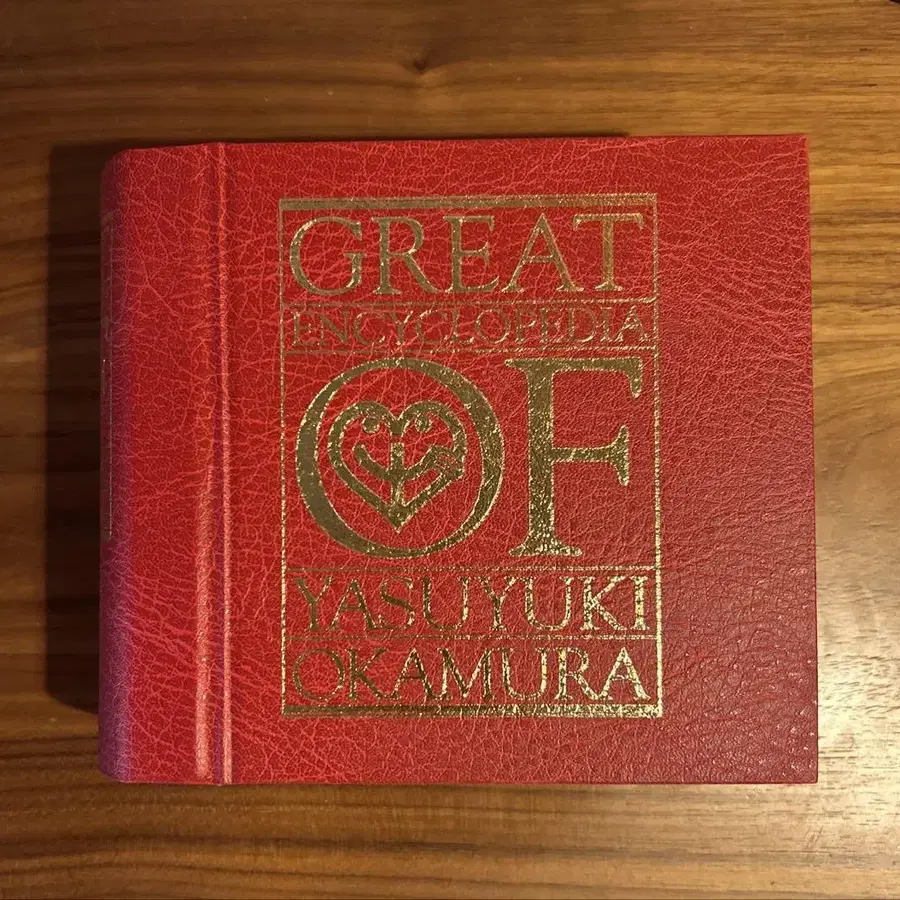 GREAT
ENCYCLOPEDIA
OF
YASUYUKI
OKAMURA